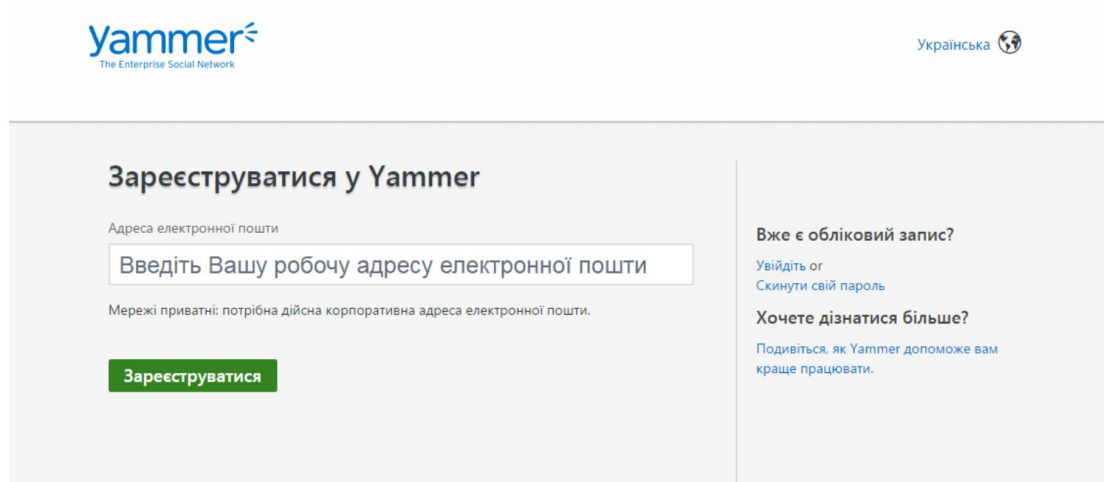 yammer
The Enterprise Social Network
Українська
Зареєструватися у Yammer
Адреса електронної пошти
Введіть Вашу робочу адресу електронної пошти
Мережі приватні: потрібна дійсна корпоративна адреса електронної пошти.
Зареєструватися
Вже є обліковий запис?
Увійдіть or
Скинути свій пароль
Хочете дізнатися більше?
Подивіться, як Yammer допоможе вам
краще працювати.